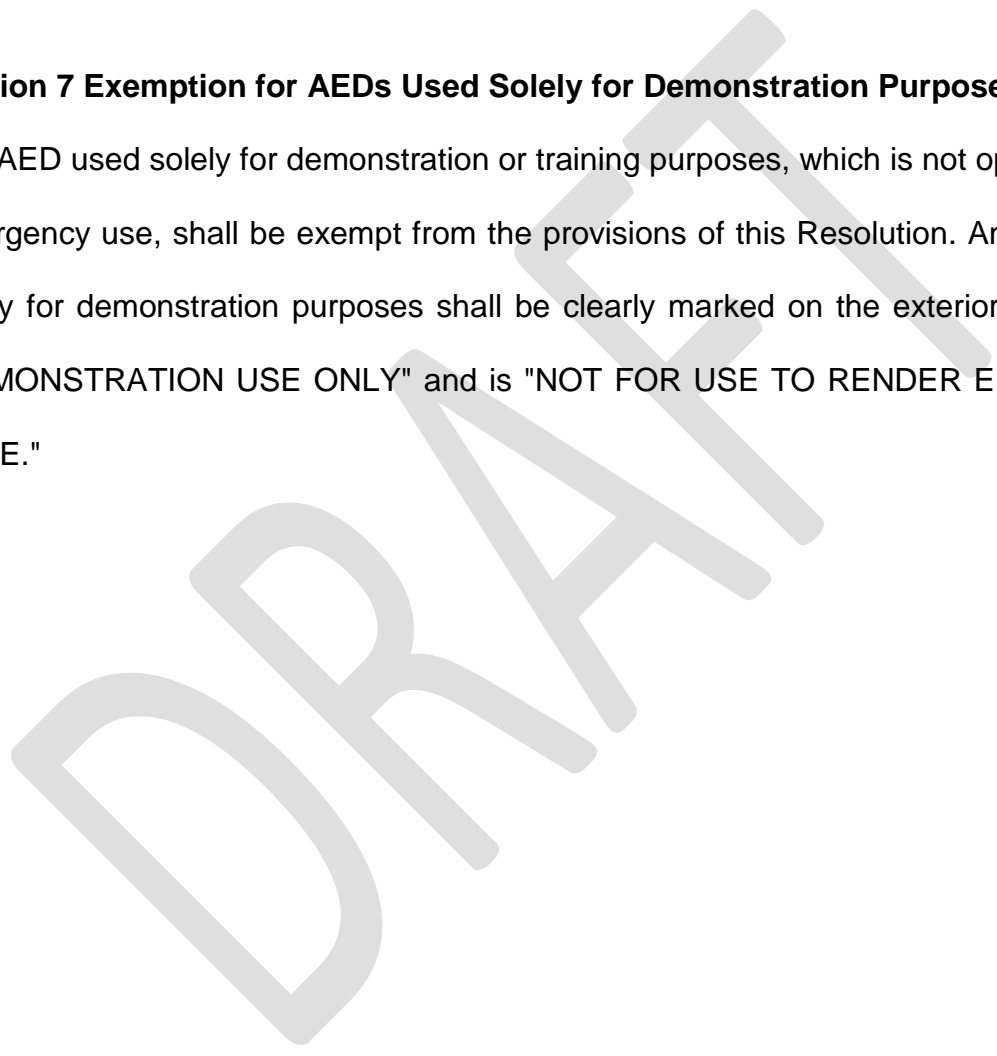 ion 7 Exemption for AEDs Used Solely for Demonstration Purpose
AED used solely for demonstration or training purposes, which is not op
rgency use, shall be exempt from the provisions of this Resolution. Ar
y for demonstration purposes shall be clearly marked on the exterior
MONSTRATION USE ONLY" and is "NOT FOR USE TO RENDER E
E."
DRAFT